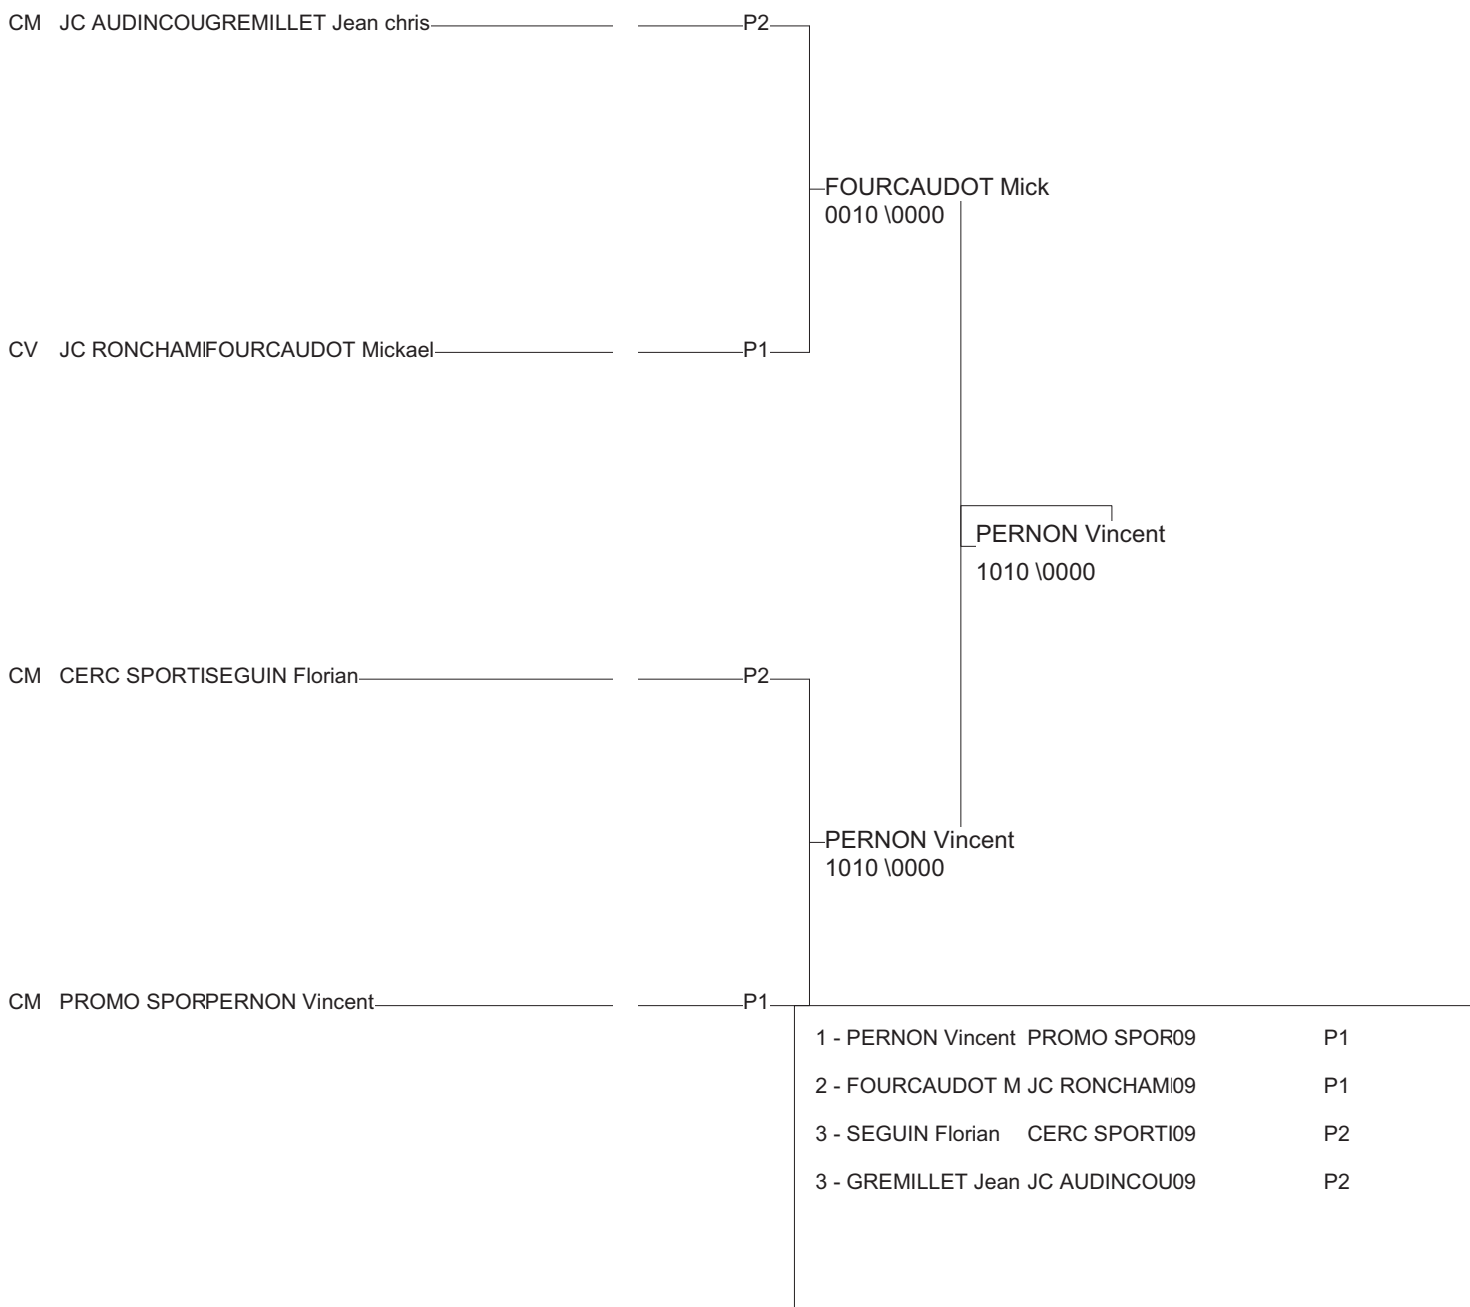 CM JC AUDINCOUGREMILLET Jean chris P2
FOURCAUDOT Mick
0010 \0000
CV JC RONCHAMFOURCAUDOT Mickael P1
PERNON Vincent
1010 \0000
CM CERC SPORTISEGUIN Florian P2
PERNON Vincent
1010 \0000
CM PROMO SPORPERNON Vincent P1
1 - PERNON Vincent PROMO SPOR09 P1
2 - FOURCAUDOT M JC RONCHAM09 P1
3 - SEGUIN Florian CERC SPORTI09 P2
3 - GREMILLET Jean JC AUDINCOU09 P2